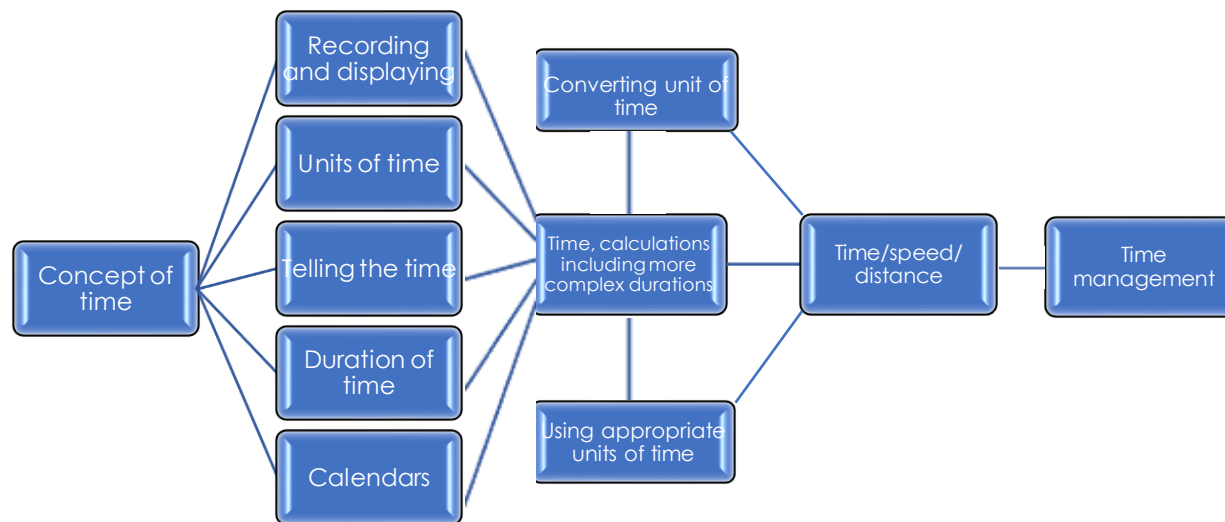 Recording
and displaying
Units of time
Telling the time
Concept of
time
Duration of
time
Calendars
Converting unit of
time
Time, calculations
including more
complex durations
Using appropriate
units of time
Time/speed/
distance
Time
management